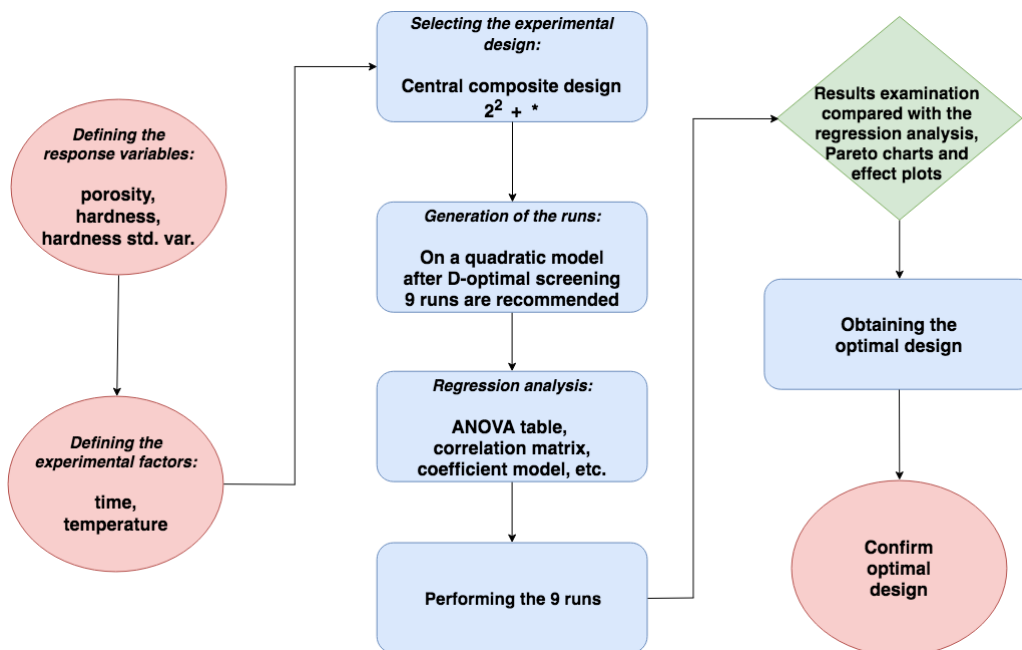 Defining the
response variables:
porosity,
hardness,
hardness std. var.
Defining the
experimental factors:
time,
temperature
Selecting the experimental
design:
Central composite design
2² + *
Generation of the runs:
On a quadratic model
after D-optimal screening
9 runs are recommended
Regression analysis:
ANOVA table,
correlation matrix,
coefficient model, etc.
Performing the 9 runs
Results examination
compared with the
regression analysis,
Pareto charts and
effect plots
Obtaining the
optimal design
Confirm
optimal
design